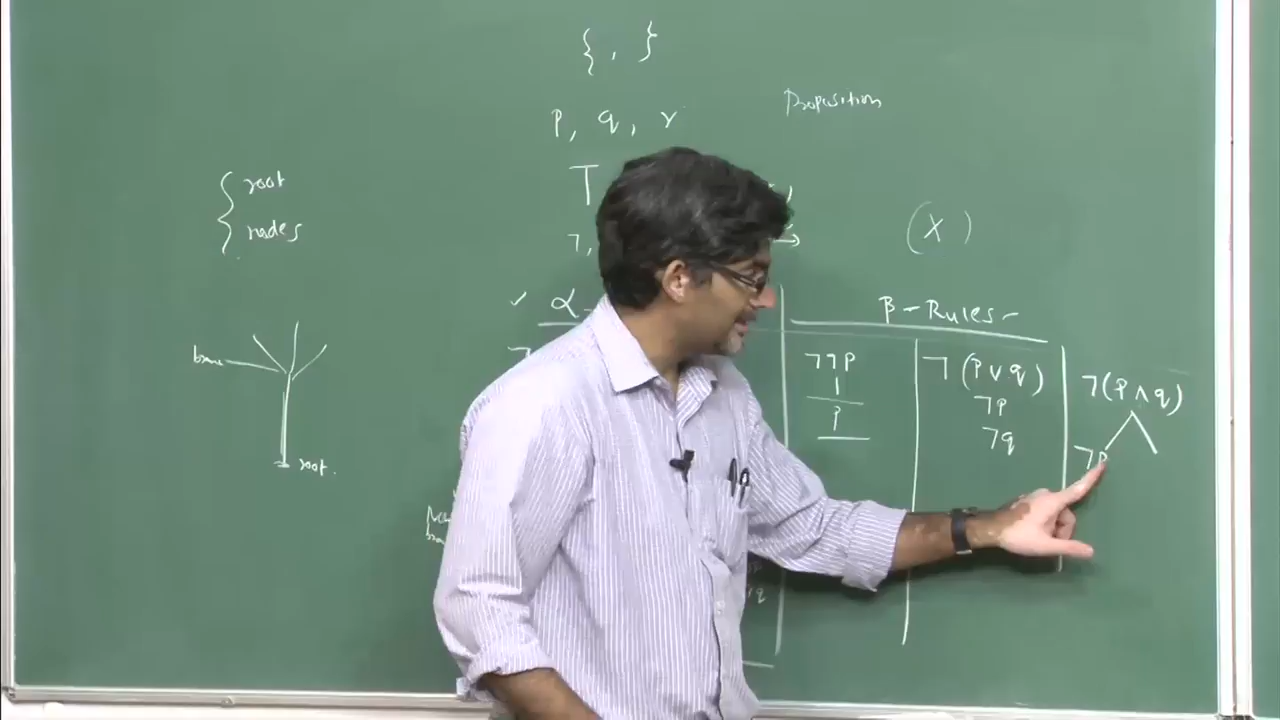 { , }
p, q, r
Proposition
root
nodes
T
¬,
→
(X)
✓ α-
β-Rules-
¬¬p
p
¬(p∨q)
¬p
¬q
¬(p∧q)
¬p
root.